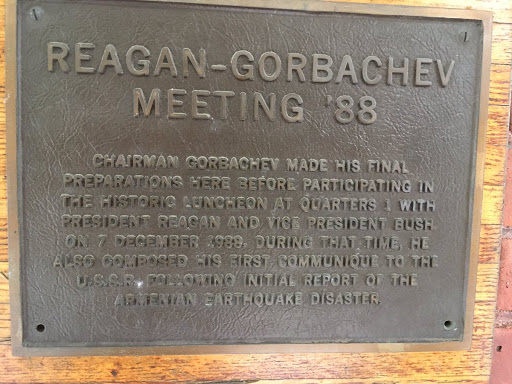 REAGAN-GORBACHEV
MEETING '88
CHAIRMAN GORBACHEV MADE HIS FINAL
PREPARATIONS HERE BEFORE PARTICIPATING IN
THE HISTORIC LUNCHEON AT QUARTERS 1 WITH
PRESIDENT REAGAN AND VICE PRESIDENT BUSH
ON 7 DECEMBER 1988. DURING THAT TIME, HE
ALSO COMPOSED HIS FIRST COMMUNIQUE TO THE
U.S.S.R. FOLLOWING INITIAL REPORT OF THE
ARMENIAN EARTHQUAKE DISASTER.